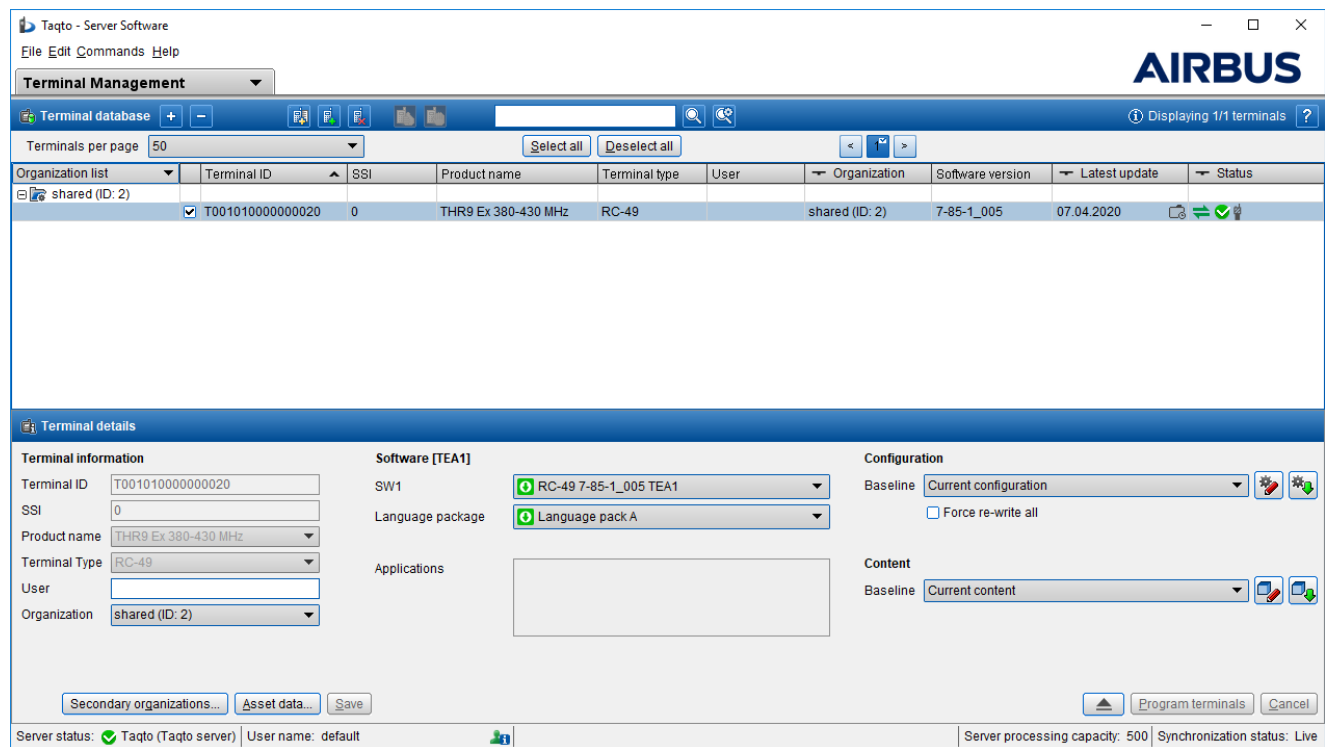 Taqto - Server Software
File Edit Commands Help
AIRBUS
Terminal Management
Terminal database + - Displaying 1/1 terminals ?
Terminals per page 50 Select all Deselect all < 1 >
Organization list Terminal ID SSI Product name Terminal type User Organization Software version Latest update Status
shared (ID: 2)
T001010000000020 0 THR9 Ex 380-430 MHz RC-49 shared (ID: 2) 7-85-1_005 07.04.2020
Terminal details
Terminal information Software [TEA1] Configuration
Terminal ID T001010000000020 SW1 RC-49 7-85-1_005 TEA1 Baseline Current configuration
SSI 0 Language package Language pack A Force re-write all
Product name THR9 Ex 380-430 MHz
Terminal Type RC-49 Applications Content
User Baseline Current content
Organization shared (ID: 2)
Secondary organizations... Asset data... Save Program terminals Cancel
Server status: Taqto (Taqto server) User name: default Server processing capacity: 500 Synchronization status: Live